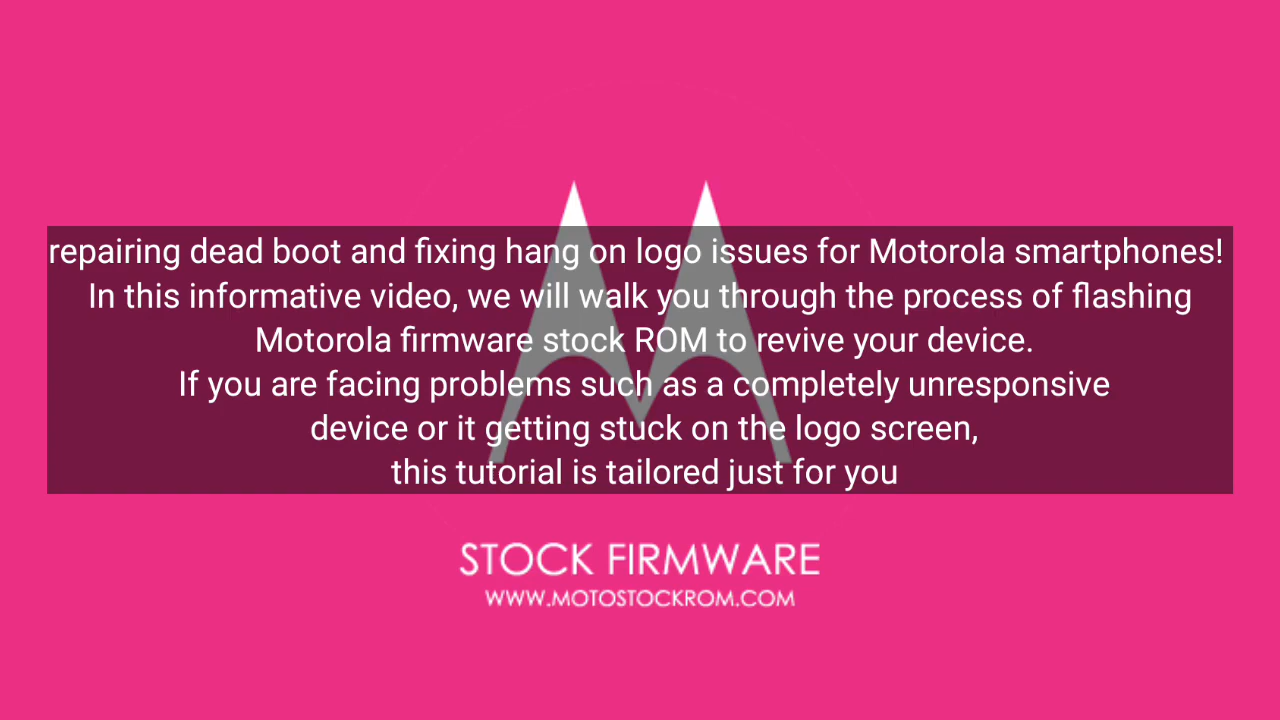 repairing dead boot and fixing hang on logo issues for Motorola smartphones!
In this informative video, we will walk you through the process of flashing
Motorola firmware stock ROM to revive your device.
If you are facing problems such as a completely unresponsive
device or it getting stuck on the logo screen,
this tutorial is tailored just for you
STOCK FIRMWARE
WWW.MOTOSTOCKROM.COM